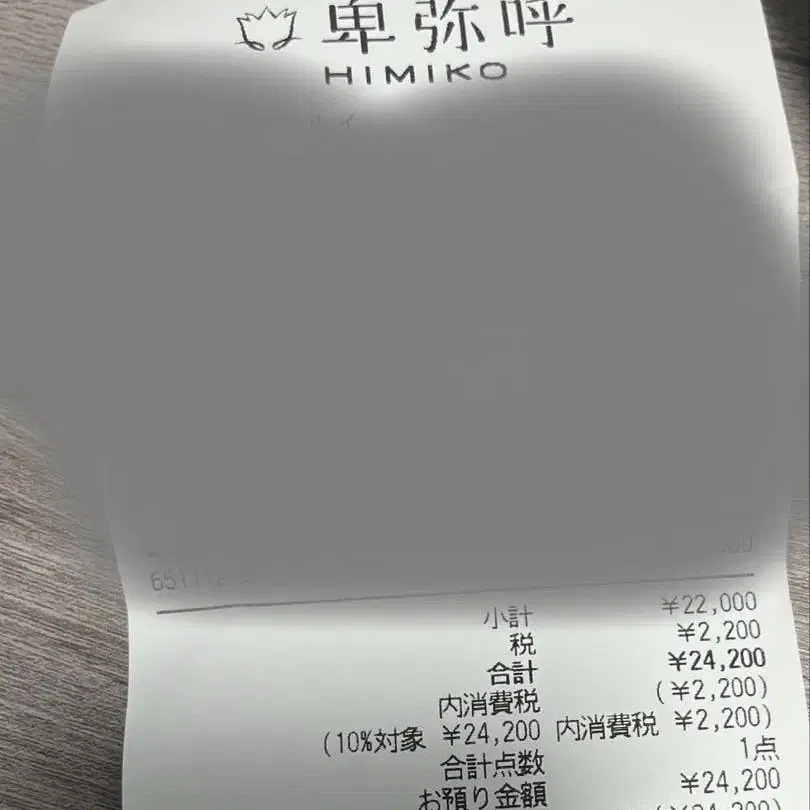 卑弥呼
HIMIKO
小計 ¥22,000
税 ¥2,200
合計 ¥24,200
内消費税 (¥2,200)
(10%対象 ¥24,200 内消費税 ¥2,200)
合計点数 1点
お預り金額 ¥24,200